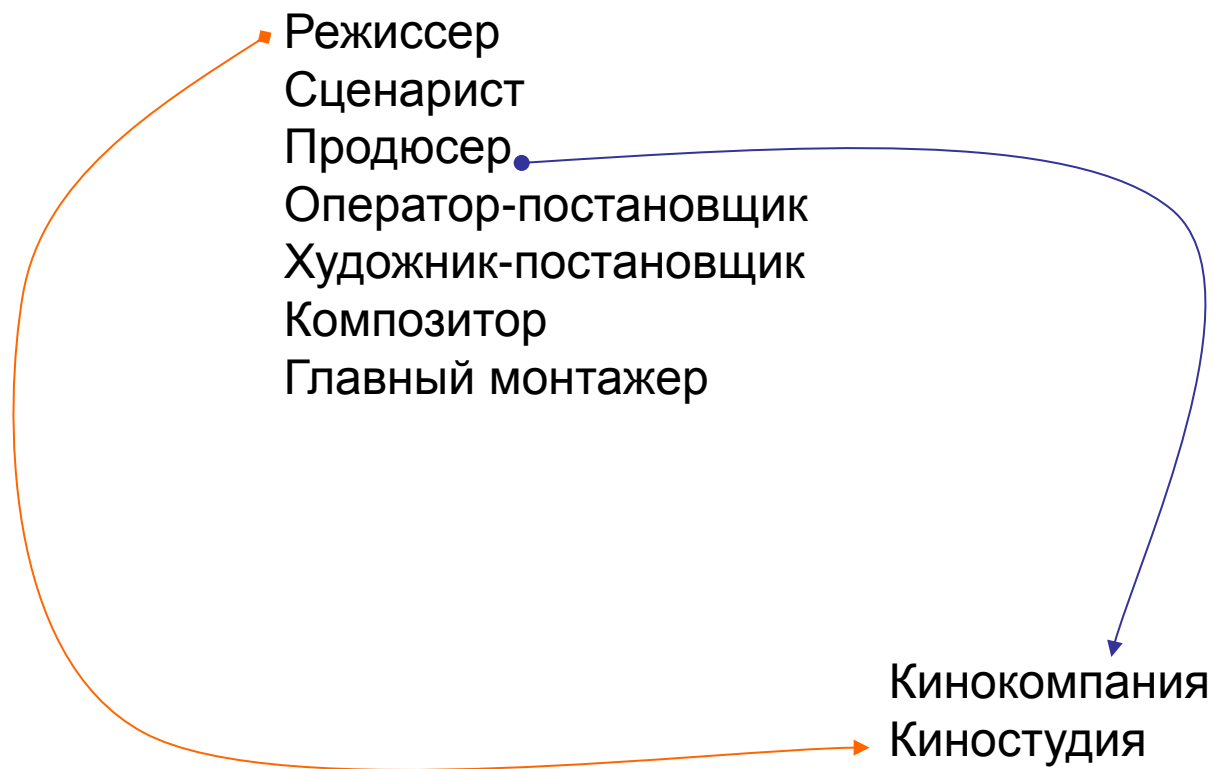 Режиссер
Сценарист
Продюсер
Оператор-постановщик
Художник-постановщик
Композитор
Главный монтажер
Кинокомпания
Киностудия